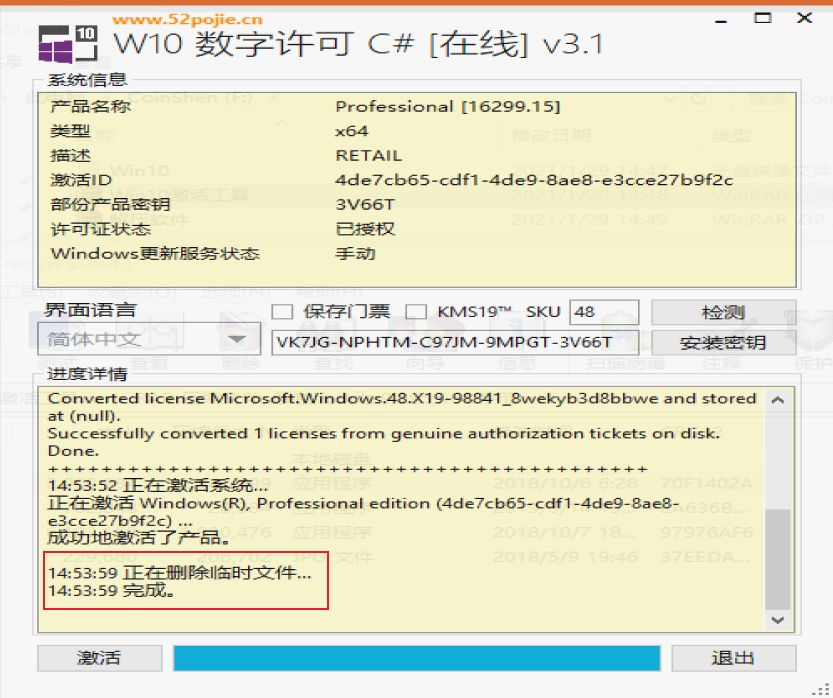 www.52pojie.cn
W10 数字许可 C# [在线] v3.1
系统信息
产品名称 Professional [16299.15]
类型 x64
描述 RETAIL
激活ID 4de7cb65-cdf1-4de9-8ae8-e3cce27b9f2c
部份产品密钥 3V66T
许可证状态 已授权
Windows更新服务状态 手动
界面语言 保存门票 KMS19™ SKU 48 检测
简体中文 VK7JG-NPHTM-C97JM-9MPGT-3V66T 安装密钥
进度详情
Converted license Microsoft.Windows.48.X19-98841_8wekyb3d8bbwe and stored
at (null).
Successfully converted 1 licenses from genuine authorization tickets on disk.
Done.
+++++++++++++++++++++++++++++++++++++++++++++
14:53:52 正在激活系统...
正在激活 Windows(R), Professional edition (4de7cb65-cdf1-4de9-8ae8-
e3cce27b9f2c) ...
成功地激活了产品。
14:53:59 正在删除临时文件...
14:53:59 完成。
激活 退出